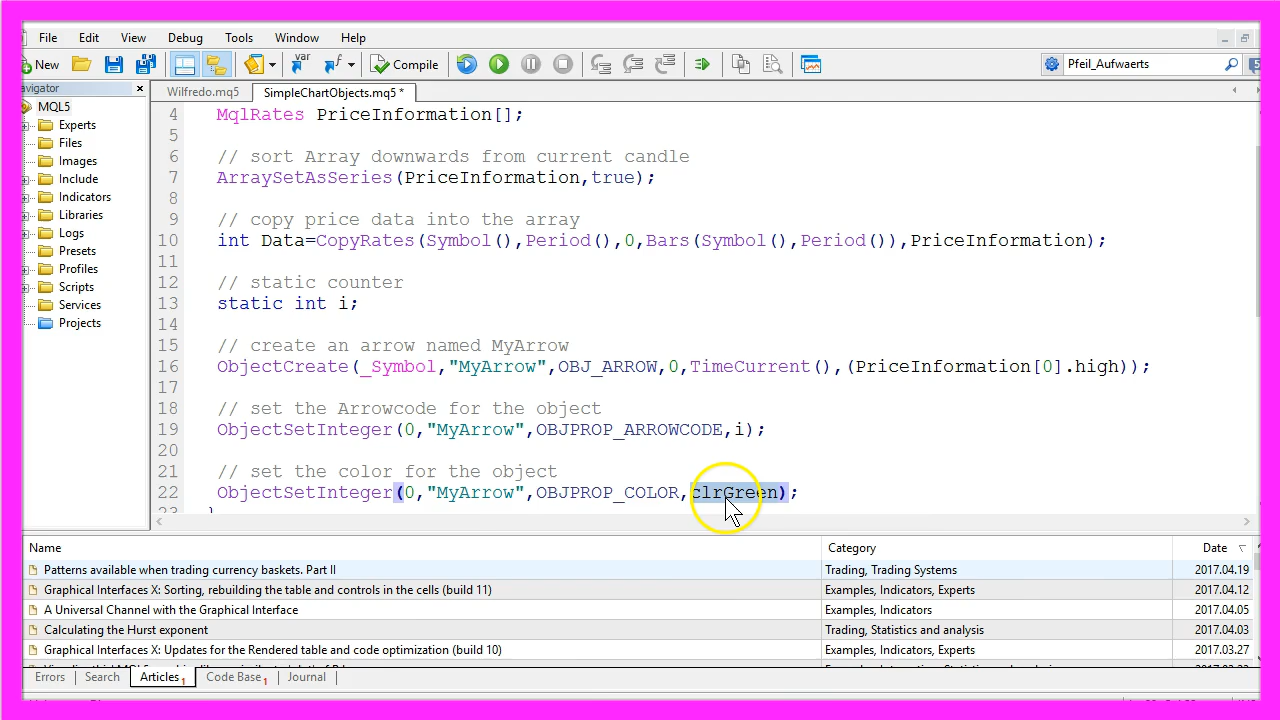 File Edit View Debug Tools Window Help
New Compile Pfeil_Aufwaerts
avigator × Wilfredo.mq5 SimpleChartObjects.mq5 *
MQL5
Experts
Files
Images
Include
Indicators
Libraries
Logs
Presets
Profiles
Scripts
Services
Projects
4 MqlRates PriceInformation[];
5
6 // sort Array downwards from current candle
7 ArraySetAsSeries(PriceInformation,true);
8
9 // copy price data into the array
10 int Data=CopyRates(Symbol(),Period(),0,Bars(Symbol(),Period()),PriceInformation);
11
12 // static counter
13 static int i;
14
15 // create an arrow named MyArrow
16 ObjectCreate(_Symbol,"MyArrow",OBJ_ARROW,0,TimeCurrent(),(PriceInformation[0].high));
17
18 // set the Arrowcode for the object
19 ObjectSetInteger(0,"MyArrow",OBJPROP_ARROWCODE,i);
20
21 // set the color for the object
22 ObjectSetInteger(0,"MyArrow",OBJPROP_COLOR,clrGreen);
23 }
Name Category Date
Patterns available when trading currency baskets. Part II Trading, Trading Systems 2017.04.19
Graphical Interfaces X: Sorting, rebuilding the table and controls in the cells (build 11) Examples, Indicators, Experts 2017.04.12
A Universal Channel with the Graphical Interface Examples, Indicators 2017.04.05
Calculating the Hurst exponent Trading, Statistics and analysis 2017.04.03
Graphical Interfaces X: Updates for the Rendered table and code optimization (build 10) Examples, Indicators, Experts 2017.03.27
Errors Search Articles 1 Code Base 1 Journal